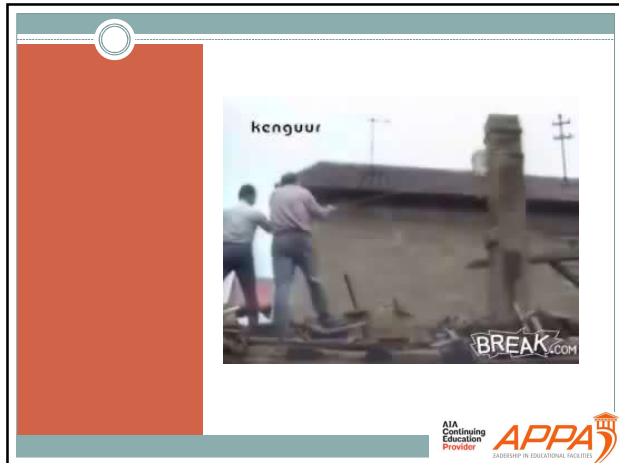 kenguur
BREAK.COM
AIA
Continuing
Education
Provider
APPA
LEADERSHIP IN EDUCATIONAL FACILITIES